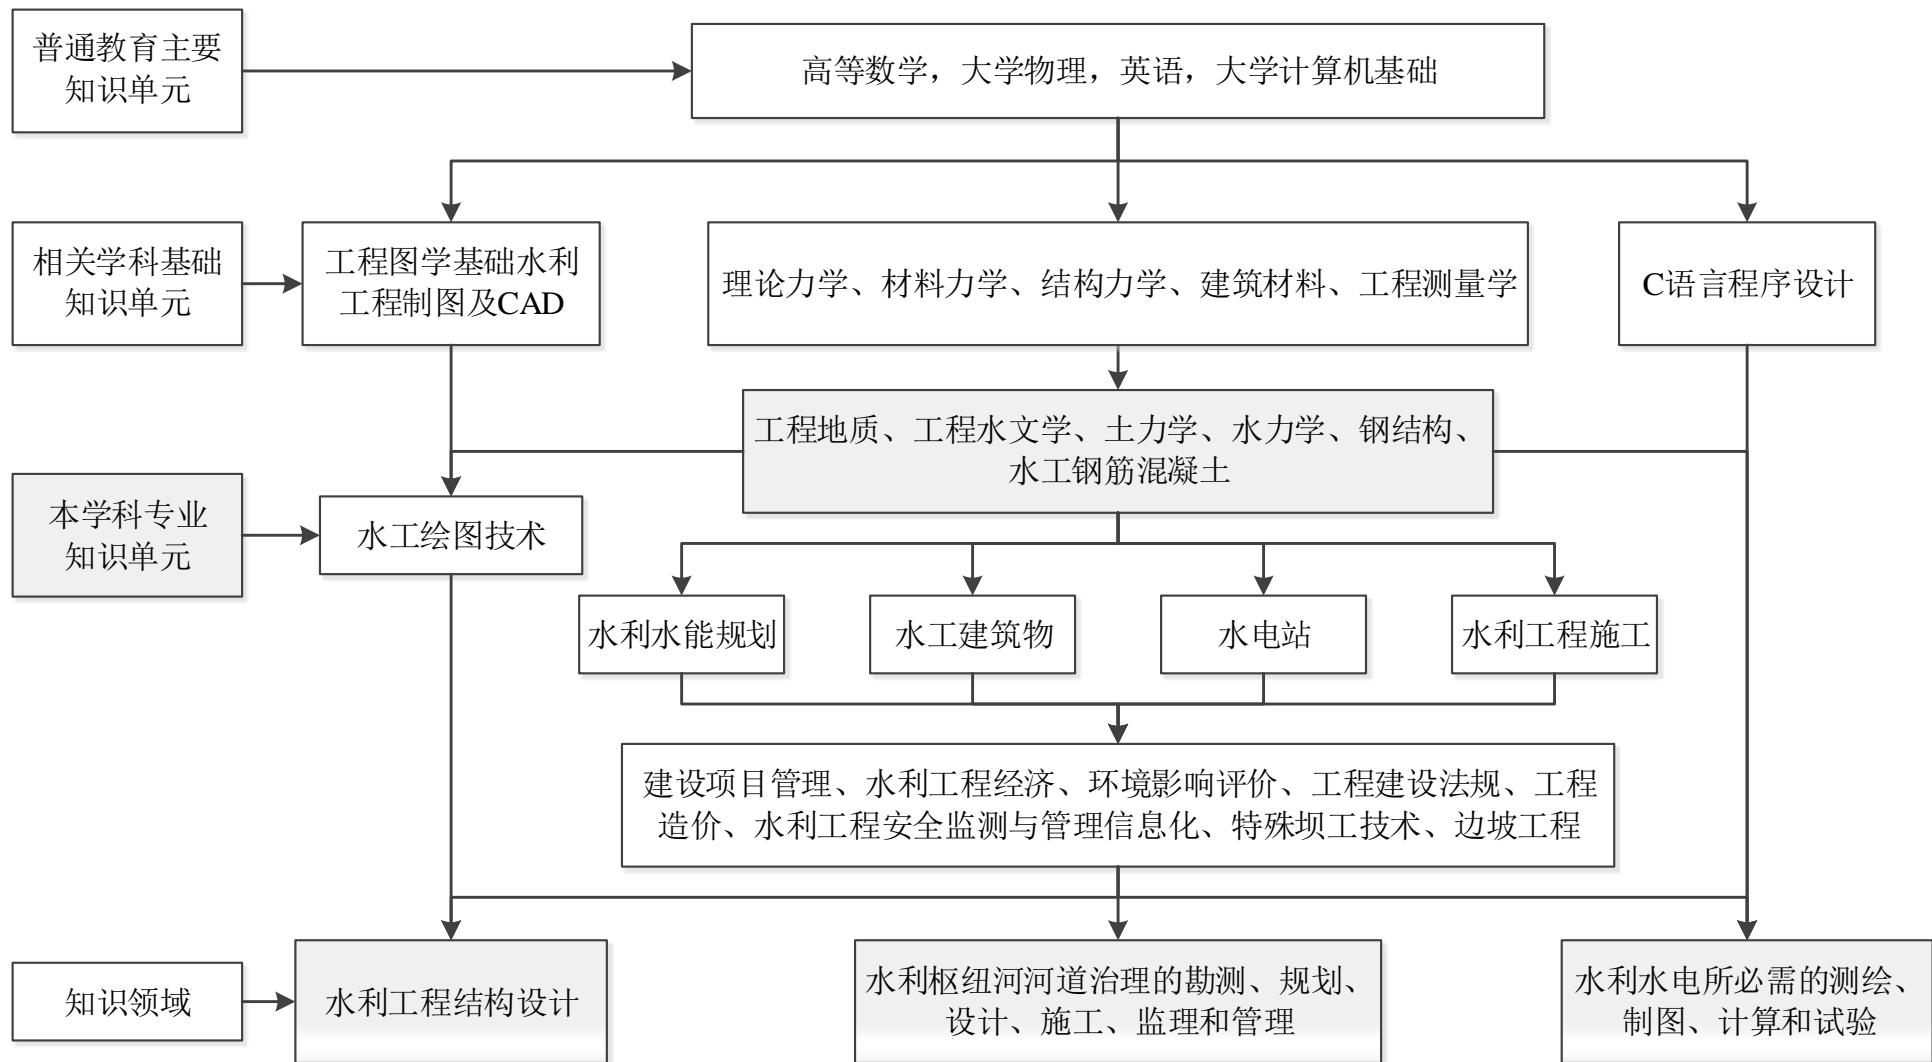 普通教育主要
知识单元
高等数学，大学物理，英语，大学计算机基础
相关学科基础
知识单元
工程图学基础水利
工程制图及CAD
理论力学、材料力学、结构力学、建筑材料、工程测量学
C语言程序设计
工程地质、工程水文学、土力学、水力学、钢结构、
水工钢筋混凝土
本学科专业
知识单元
水工绘图技术
水利水能规划
水工建筑物
水电站
水利工程施工
建设项目管理、水利工程经济、环境影响评价、工程建设法规、工程
造价、水利工程安全监测与管理信息化、特殊坝工技术、边坡工程
知识领域
水利工程结构设计
水利枢纽河河道治理的勘测、规划、
设计、施工、监理和管理
水利水电所必需的测绘、
制图、计算和试验